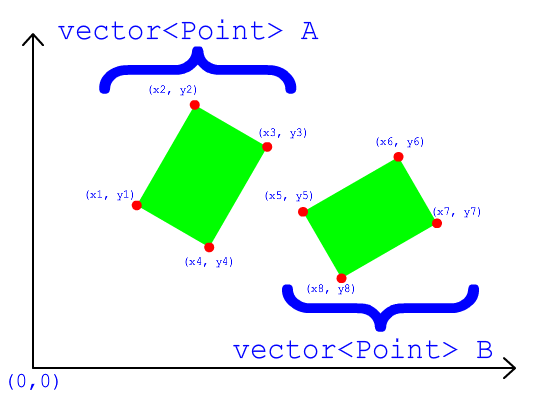 vector<Point> A
(x2, y2)
(x3, y3)
(x6, y6)
(x1, y1)
(x5, y5)
(x7, y7)
(x4, y4)
(x8, y8)
vector<Point> B
(0,0)